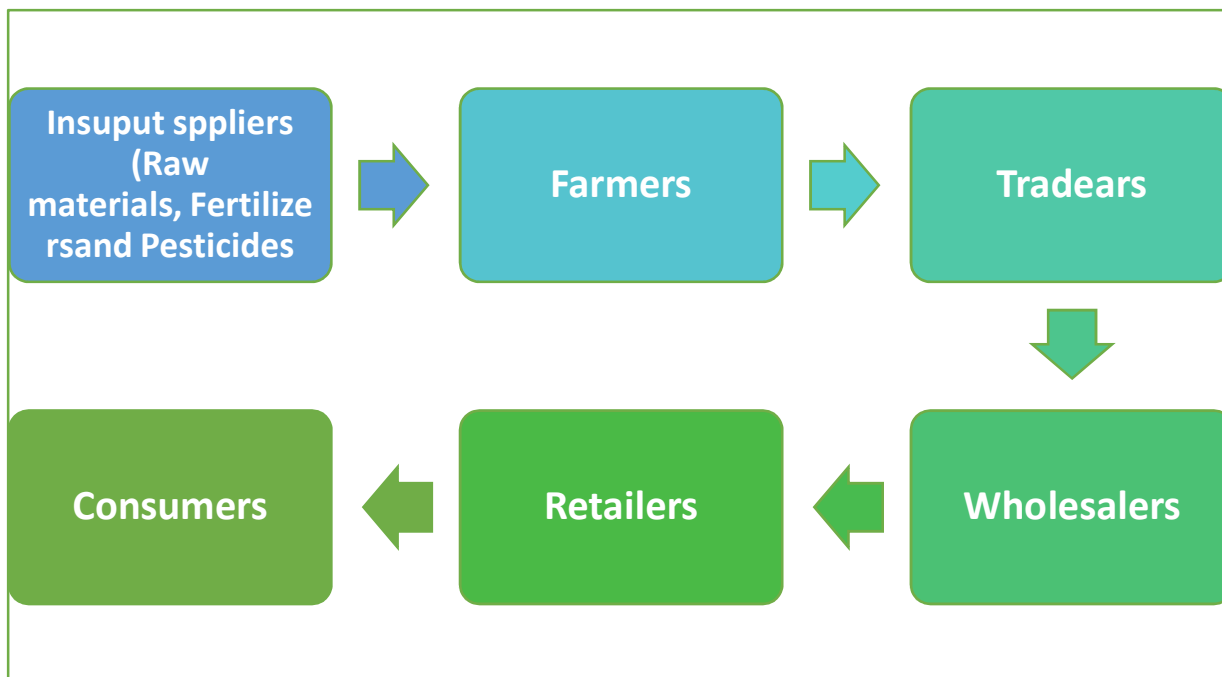 Insuput sppliers
(Raw
materials, Fertilize
rsand Pesticides
Farmers
Tradears
Wholesalers
Retailers
Consumers